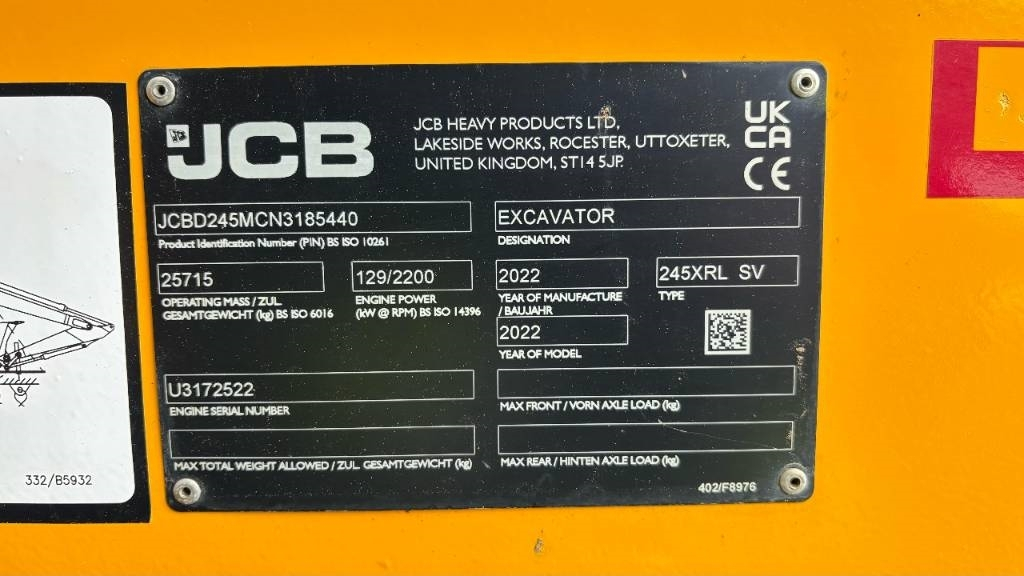 JCB
JCB HEAVY PRODUCTS LTD,
LAKESIDE WORKS, ROCESTER, UTTOXETER,
UNITED KINGDOM, ST14 5JP.
UK
CA
CE
JCBD245MCN3185440
Product Identification Number (PIN) BS ISO 10261
EXCAVATOR
DESIGNATION
25715
OPERATING MASS / ZUL.
GESAMTGEWICHT (kg) BS ISO 6016
129/2200
ENGINE POWER
(kW @ RPM) BS ISO 14396
2022
YEAR OF MANUFACTURE
/ BAUJAHR
245XRL SV
TYPE
2022
YEAR OF MODEL
U3172522
ENGINE SERIAL NUMBER
MAX FRONT / VORN AXLE LOAD (kg)
MAX TOTAL WEIGHT ALLOWED / ZUL. GESAMTGEWICHT (kg)
MAX REAR / HINTEN AXLE LOAD (kg)
402/F8976
332/B5932